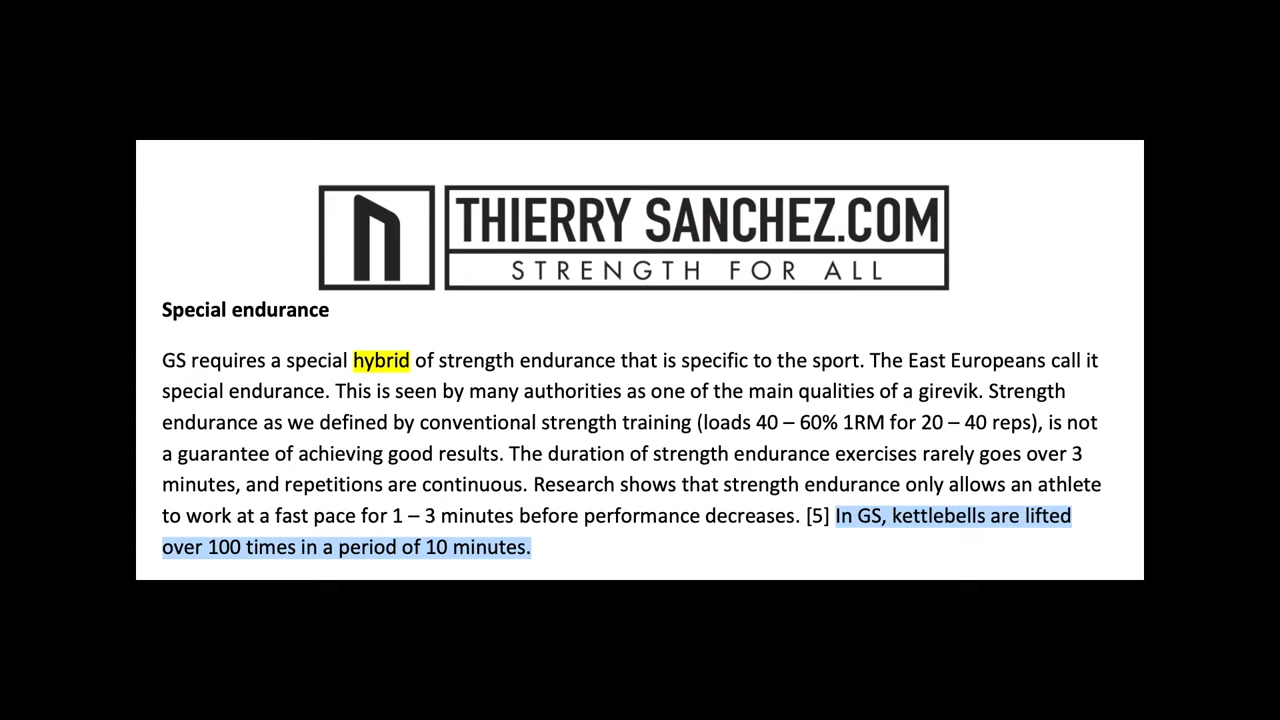 THIERRY SANCHEZ.COM
STRENGTH FOR ALL
Special endurance
GS requires a special hybrid of strength endurance that is specific to the sport. The East Europeans call it
special endurance. This is seen by many authorities as one of the main qualities of a girevik. Strength
endurance as we defined by conventional strength training (loads 40 – 60% 1RM for 20 – 40 reps), is not
a guarantee of achieving good results. The duration of strength endurance exercises rarely goes over 3
minutes, and repetitions are continuous. Research shows that strength endurance only allows an athlete
to work at a fast pace for 1 – 3 minutes before performance decreases. [5] In GS, kettlebells are lifted
over 100 times in a period of 10 minutes.